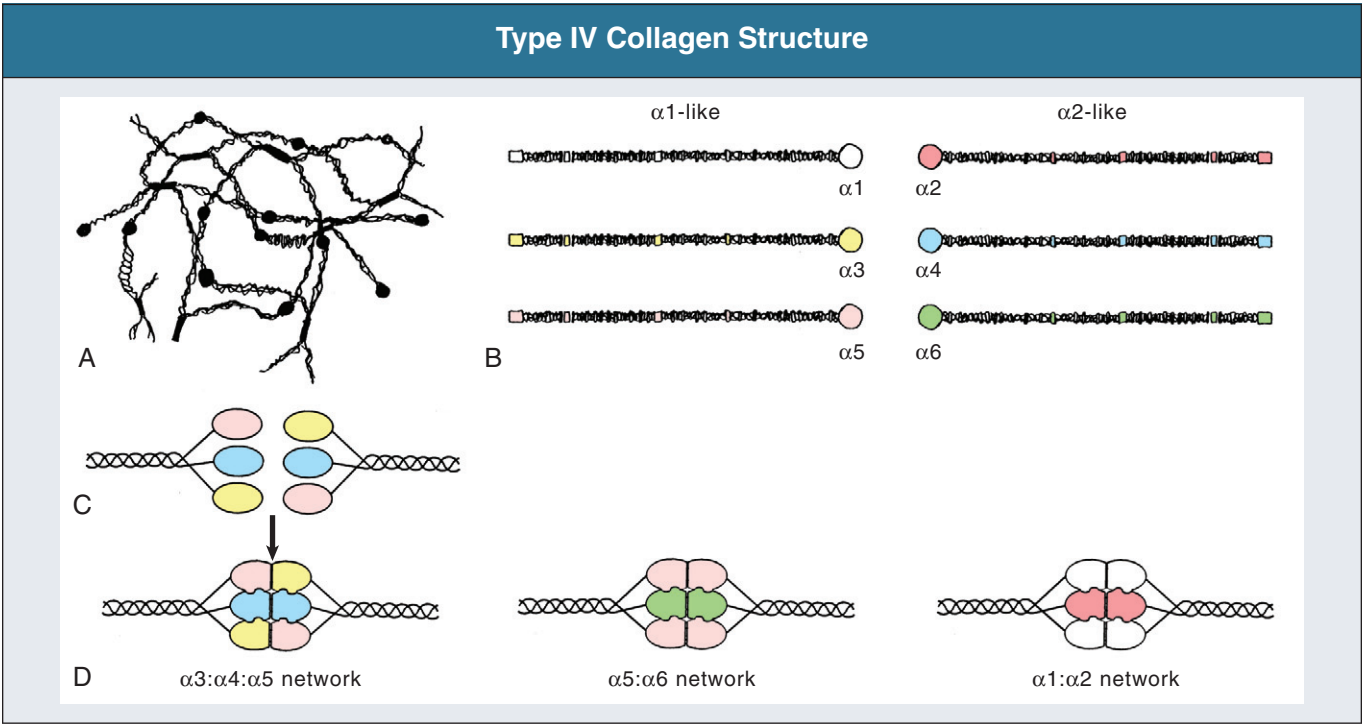 Type IV Collagen Structure
α1-like
α2-like
α1
α2
α3
α4
α5
α6
A
B
C
D
α3:α4:α5 network
α5:α6 network
α1:α2 network